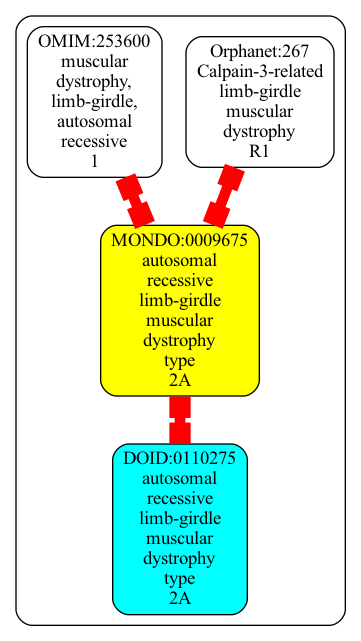 OMIM:253600
muscular
dystrophy,
limb-girdle,
autosomal
recessive
1
Orphanet:267
Calpain-3-related
limb-girdle
muscular
dystrophy
R1
MONDO:0009675
autosomal
recessive
limb-girdle
muscular
dystrophy
type
2A
DOID:0110275
autosomal
recessive
limb-girdle
muscular
dystrophy
type
2A